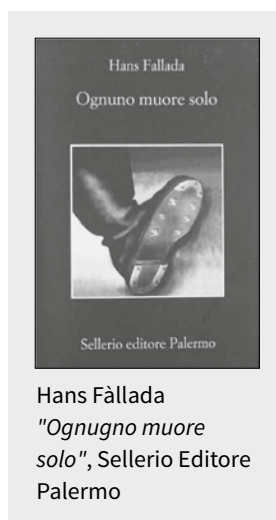 Hans Fallada
Ognuno muore solo
Sellerio editore Palermo
Hans Fàllada
"Ognugno muore
solo", Sellerio Editore
Palermo